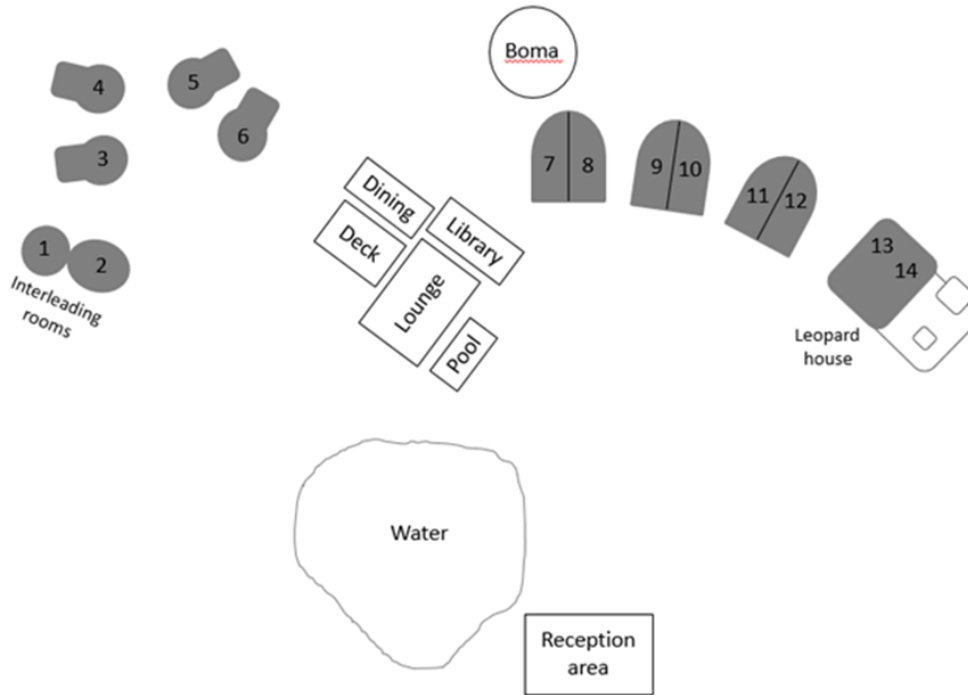 Boma
4
5
6
3
7
8
9
10
11
12
Dining
Library
Deck
Lounge
Pool
1
2
Interleading
rooms
13
14
Leopard
house
Water
Reception
area